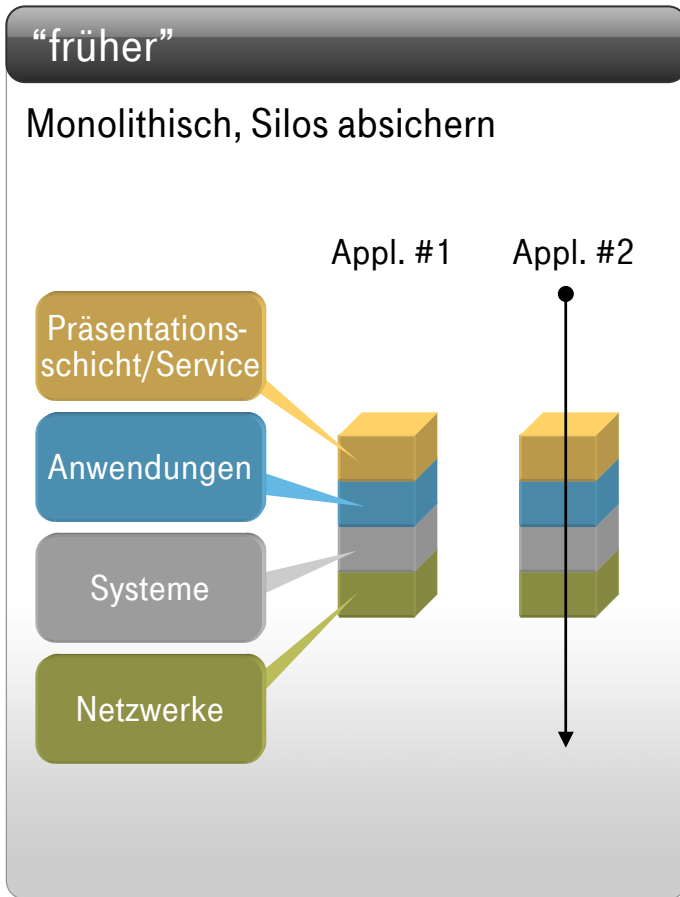 “früher”
Monolithisch, Silos absichern
Appl. #1
Appl. #2
Präsentations-
schicht/Service
Anwendungen
Systeme
Netzwerke